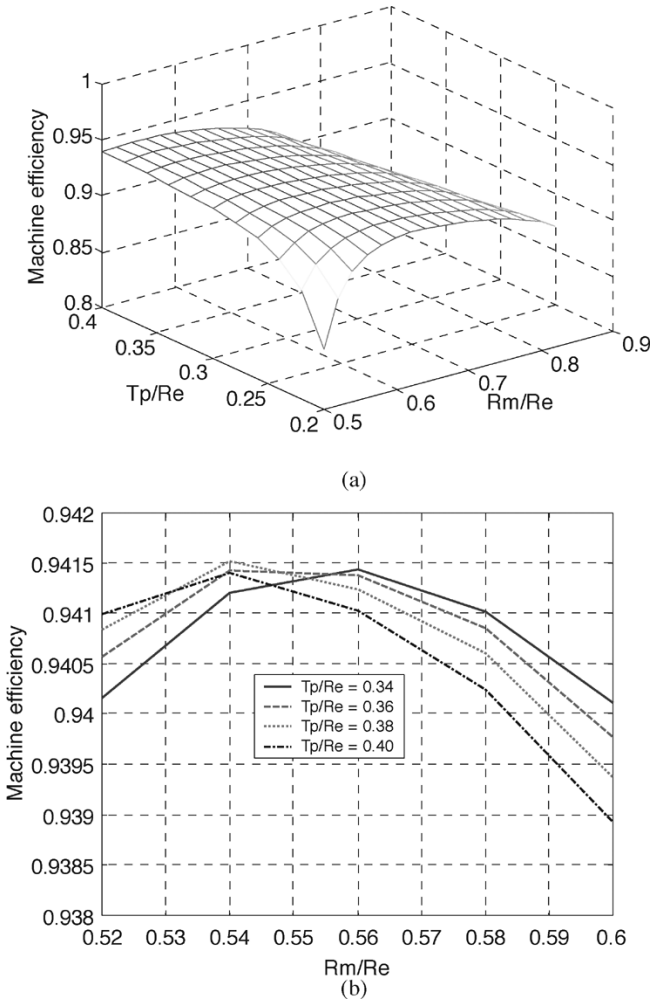 1
0.95
0.9
0.85
0.8
Machine efficiency
0.4
0.35
0.3
0.25
0.2
Tp/Re
0.5
0.6
0.7
0.8
0.9
Rm/Re
(a)
0.942
0.9415
0.941
0.9405
0.94
0.9395
0.939
0.9385
0.938
Machine efficiency
Tp/Re = 0.34
Tp/Re = 0.36
Tp/Re = 0.38
Tp/Re = 0.40
0.52 0.53 0.54 0.55 0.56 0.57 0.58 0.59 0.6
Rm/Re
(b)